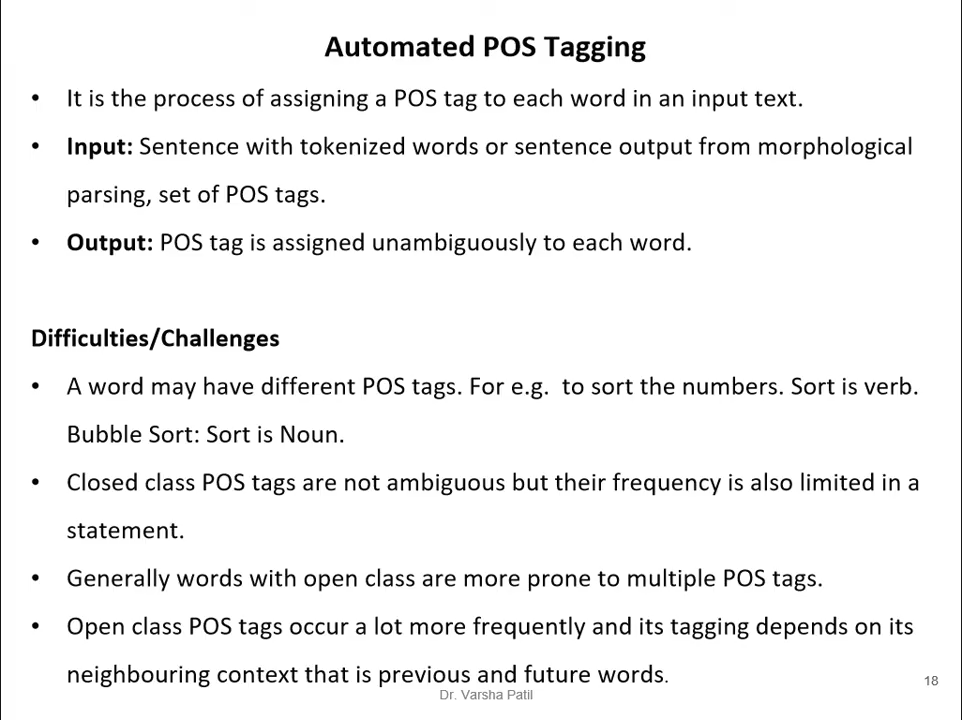 Automated POS Tagging
• It is the process of assigning a POS tag to each word in an input text.
• Input: Sentence with tokenized words or sentence output from morphological
parsing, set of POS tags.
• Output: POS tag is assigned unambiguously to each word.
Difficulties/Challenges
• A word may have different POS tags. For e.g.  to sort the numbers. Sort is verb.
Bubble Sort: Sort is Noun.
• Closed class POS tags are not ambiguous but their frequency is also limited in a
statement.
• Generally words with open class are more prone to multiple POS tags.
• Open class POS tags occur a lot more frequently and its tagging depends on its
neighbouring context that is previous and future words.
Dr. Varsha Patil
18